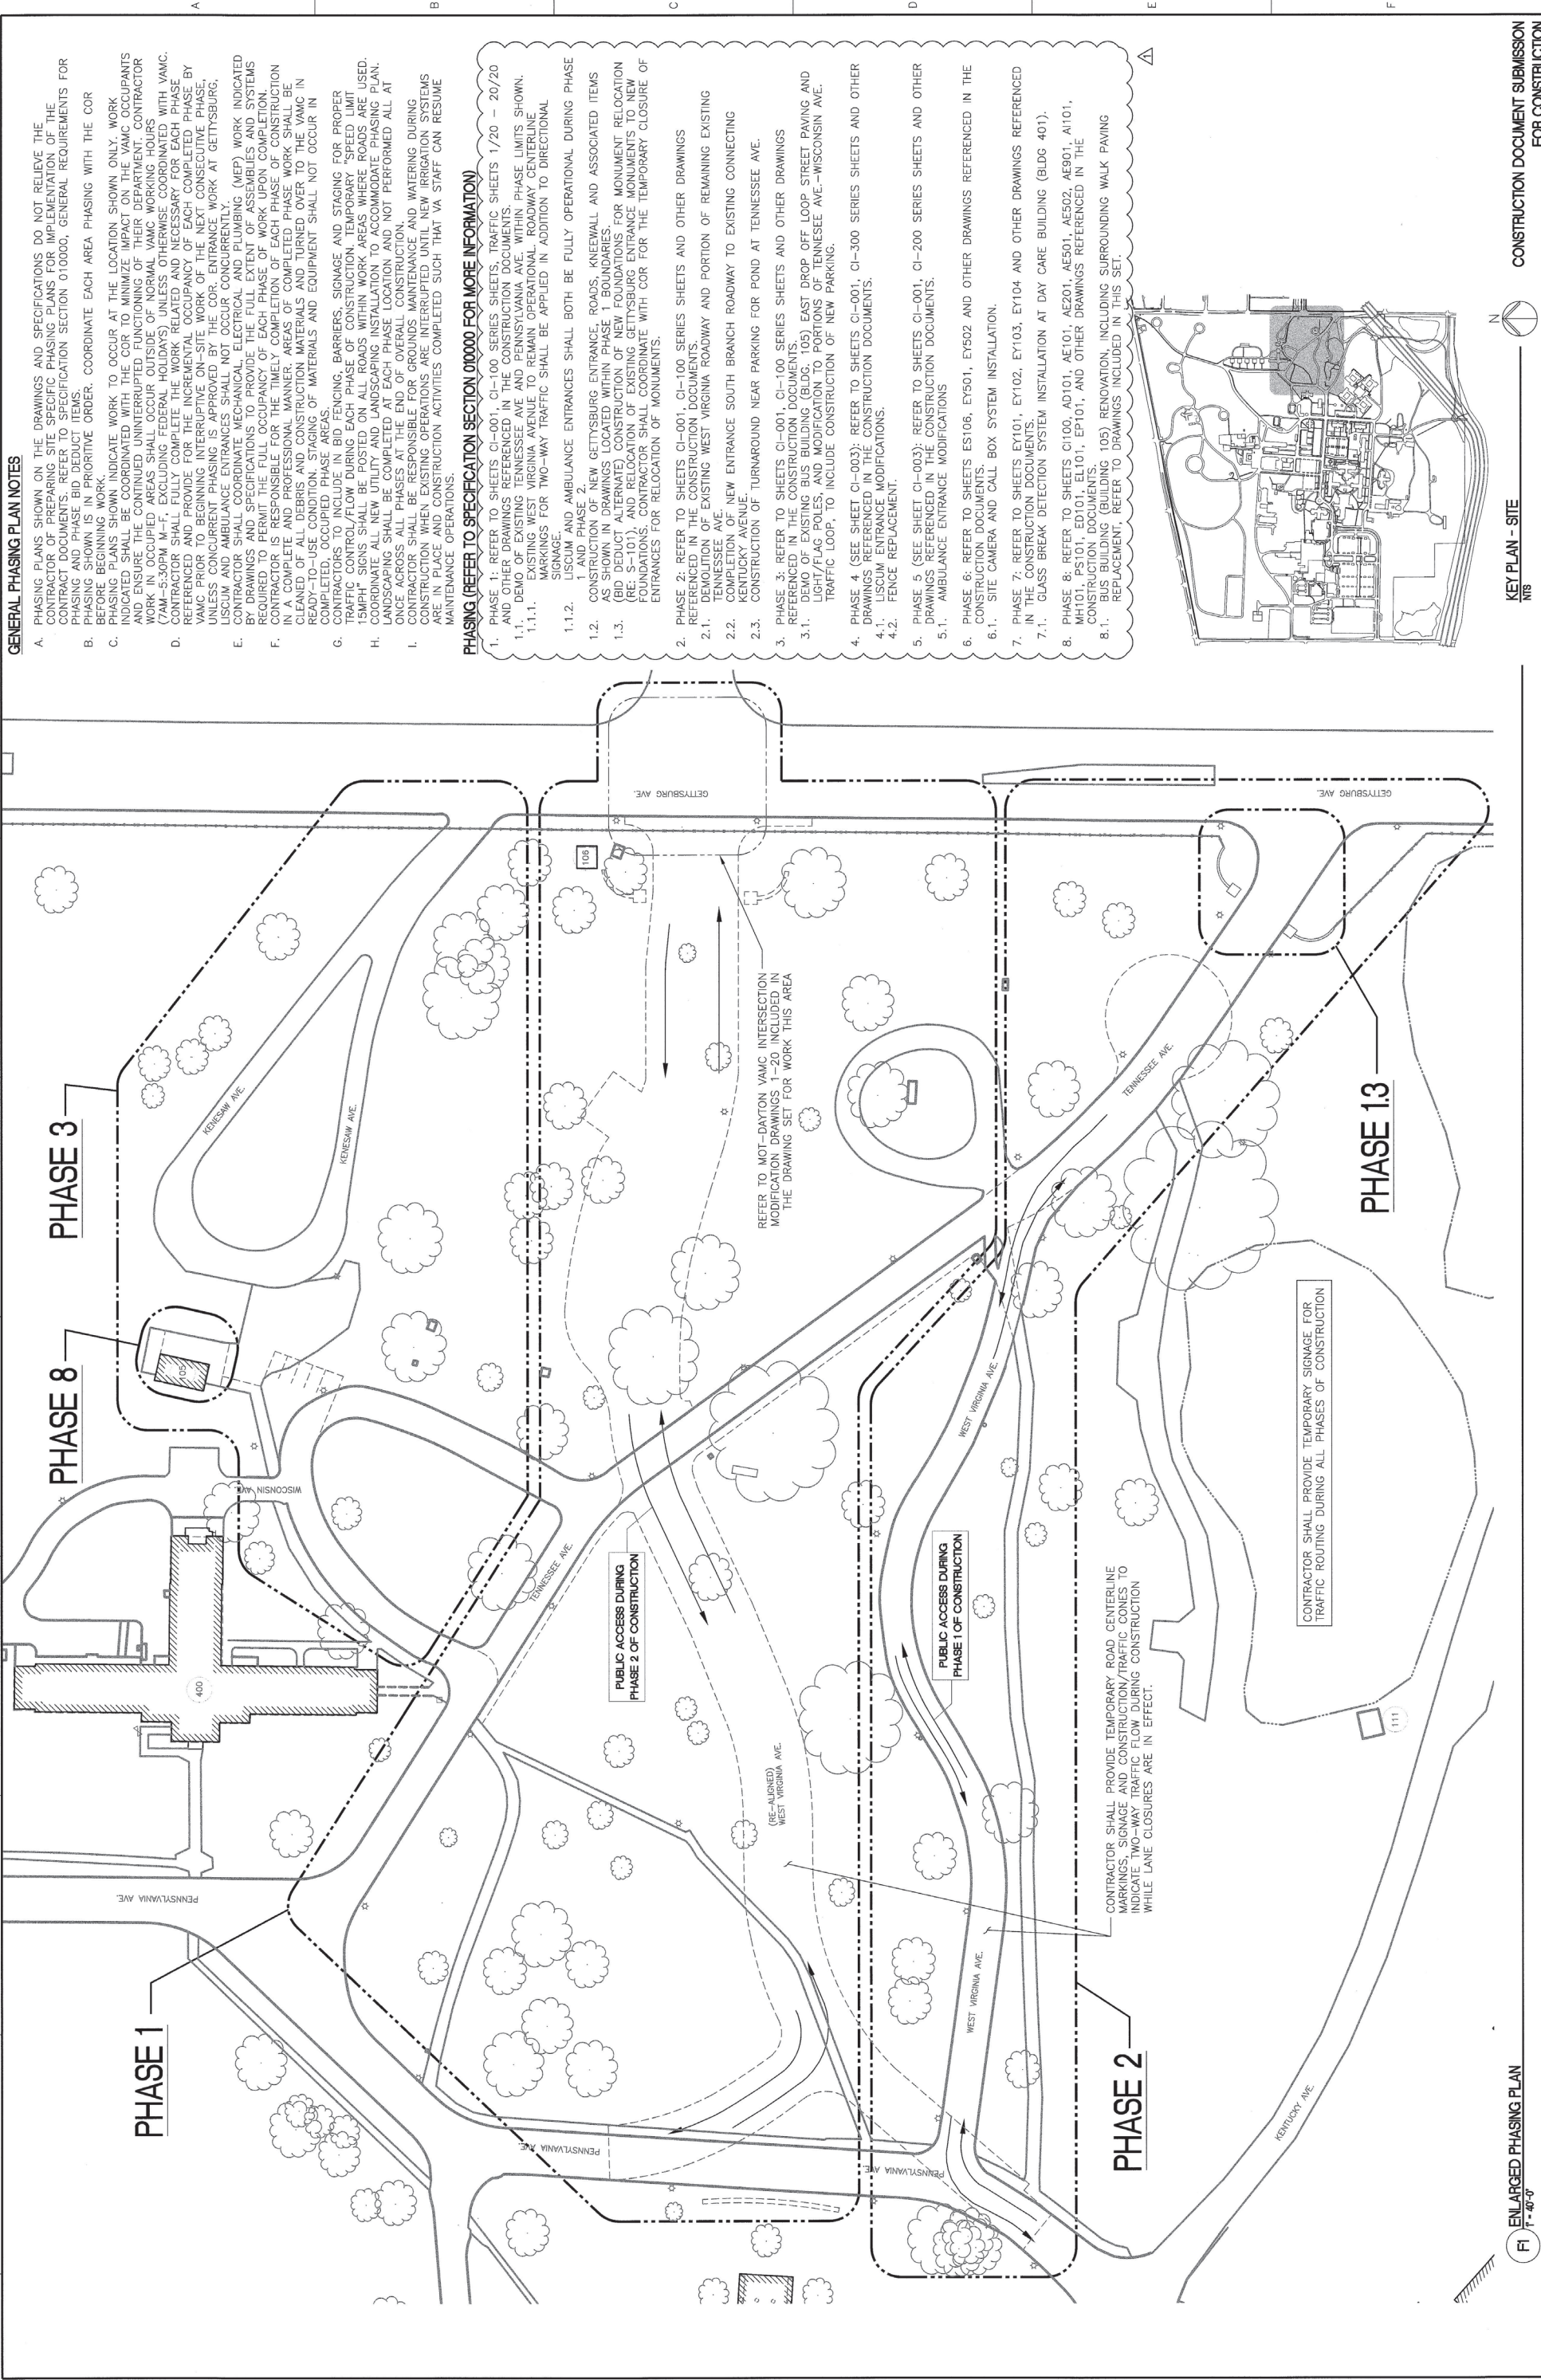 GENERAL PHASING PLAN NOTES
A. PHASING PLANS SHOWN ON THE DRAWINGS AND SPECIFICATIONS DO NOT RELIEVE THE
CONTRACTOR OF PREPARING SITE SPECIFIC PHASING PLANS FOR IMPLEMENTATION OF THE
CONTRACT DOCUMENTS. REFER TO SPECIFICATION SECTION 010000, GENERAL REQUIREMENTS FOR
PHASING AND PHASE BID DEDUCT ITEMS.
B. PHASING SHOWN IS IN PRIORITIVE ORDER. COORDINATE EACH AREA PHASING WITH THE COR
BEFORE BEGINNING WORK.
C. PHASING PLANS SHOWN INDICATE WORK TO OCCUR AT THE LOCATION SHOWN ONLY. WORK
INDICATED SHALL BE COORDINATED WITH THE COR TO MINIMIZE IMPACT ON THE VAMC OCCUPANTS
AND ENSURE THE CONTINUED UNINTERRUPTED FUNCTIONING OF THEIR DEPARTMENT. CONTRACTOR
WORK IN OCCUPIED AREAS SHALL OCCUR OUTSIDE OF NORMAL VAMC WORKING HOURS
(7AM-5:30PM M-F, EXCLUDING FEDERAL HOLIDAYS) UNLESS OTHERWISE COORDINATED WITH VAMC.
D. CONTRACTOR SHALL FULLY COMPLETE THE WORK RELATED AND NECESSARY FOR EACH PHASE
REFERENCED AND PROVIDE FOR THE INCREMENTAL OCCUPANCY OF EACH COMPLETED PHASE BY
VAMC PRIOR TO BEGINNING INTERRUPTIVE ON-SITE WORK OF THE NEXT CONSECUTIVE PHASE,
UNLESS CONCURRENT PHASING IS APPROVED BY THE COR. ENTRANCE WORK AT GETTYSBURG,
LISCUM AND AMBULANCE ENTRANCES SHALL NOT OCCUR CONCURRENTLY.
E. CONTRACTOR SHALL COORDINATE MECHANICAL, ELECTRICAL AND PLUMBING (MEP) WORK INDICATED
BY DRAWINGS AND SPECIFICATIONS TO PROVIDE THE FULL EXTENT OF ASSEMBLIES AND SYSTEMS
REQUIRED TO PERMIT THE FULL OCCUPANCY OF EACH PHASE OF WORK UPON COMPLETION.
F. CONTRACTOR IS RESPONSIBLE FOR THE TIMELY COMPLETION OF EACH PHASE OF CONSTRUCTION
IN A COMPLETE AND PROFESSIONAL MANNER. AREAS OF COMPLETED PHASE WORK SHALL BE
CLEANED OF ALL DEBRIS AND CONSTRUCTION MATERIALS AND TURNED OVER TO THE VAMC IN
READY-TO-USE CONDITION. STAGING OF MATERIALS AND EQUIPMENT SHALL NOT OCCUR IN
COMPLETED, OCCUPIED PHASE AREAS.
G. CONTRACTORS TO INCLUDE IN BID FENCING, BARRIERS, SIGNAGE AND STAGING FOR PROPER
TRAFFIC CONTROL FLOW DURING EACH PHASE OF CONSTRUCTION. TEMPORARY "SPEED LIMIT
15MPH" SIGNS SHALL BE POSTED ON ALL ROADS WITHIN WORK AREAS WHERE ROADS ARE USED.
H. COORDINATE ALL NEW UTILITY AND LANDSCAPING INSTALLATION TO ACCOMMODATE PHASING PLAN.
LANDSCAPING SHALL BE COMPLETED AT EACH PHASE LOCATION AND NOT PERFORMED ALL AT
ONCE ACROSS ALL PHASES AT THE END OF OVERALL CONSTRUCTION.
I. CONTRACTOR SHALL BE RESPONSIBLE FOR GROUNDS MAINTENANCE AND WATERING DURING
CONSTRUCTION WHEN EXISTING OPERATIONS ARE INTERRUPTED UNTIL NEW IRRIGATION SYSTEMS
ARE IN PLACE AND CONSTRUCTION ACTIVITIES COMPLETED SUCH THAT VA STAFF CAN RESUME
MAINTENANCE OPERATIONS.
PHASING (REFER TO SPECIFICATION SECTION 010000 FOR MORE INFORMATION)
1. PHASE 1: REFER TO SHEETS CI-001, CI-100 SERIES SHEETS, TRAFFIC SHEETS 1/20 - 20/20
AND OTHER DRAWINGS REFERENCED IN THE CONSTRUCTION DOCUMENTS.
1.1. DEMO OF EXISTING TENNESSEE AVE AND PENNSYLVANIA AVE. WITHIN PHASE LIMITS SHOWN.
1.1.1. EXISTING WEST VIRGINIA AVENUE TO REMAIN OPERATIONAL. ROADWAY CENTERLINE
MARKINGS FOR TWO-WAY TRAFFIC SHALL BE APPLIED IN ADDITION TO DIRECTIONAL
SIGNAGE.
1.1.2. LISCUM AND AMBULANCE ENTRANCES SHALL BOTH BE FULLY OPERATIONAL DURING PHASE
1 AND PHASE 2.
1.2. CONSTRUCTION OF NEW GETTYSBURG ENTRANCE, ROADS, KNEEWALL AND ASSOCIATED ITEMS
AS SHOWN IN DRAWINGS LOCATED WITHIN PHASE 1 BOUNDARIES.
1.3. (BID DEDUCT ALTERNATE) CONSTRUCTION OF NEW FOUNDATIONS FOR MONUMENT RELOCATION
(RE: S-101), AND RELOCATION OF EXISTING GETTYSBURG ENTRANCE MONUMENTS TO NEW
FOUNDATIONS. CONTRACTOR SHALL COORDINATE WITH COR FOR THE TEMPORARY CLOSURE OF
ENTRANCES FOR RELOCATION OF MONUMENTS.
2. PHASE 2: REFER TO SHEETS CI-001, CI-100 SERIES SHEETS AND OTHER DRAWINGS
REFERENCED IN THE CONSTRUCTION DOCUMENTS.
2.1. DEMOLITION OF EXISTING WEST VIRGINIA ROADWAY AND PORTION OF REMAINING EXISTING
TENNESSEE AVE.
2.2. COMPLETION OF NEW ENTRANCE SOUTH BRANCH ROADWAY TO EXISTING CONNECTING
KENTUCKY AVENUE.
2.3. CONSTRUCTION OF TURNAROUND NEAR PARKING FOR POND AT TENNESSEE AVE.
3. PHASE 3: REFER TO SHEETS CI-001, CI-100 SERIES SHEETS AND OTHER DRAWINGS
REFERENCED IN THE CONSTRUCTION DOCUMENTS.
3.1. DEMO OF EXISTING BUS BUILDING (BLDG. 105) EAST DROP OFF LOOP STREET PAVING AND
LIGHT/FLAG POLES, AND MODIFICATION TO PORTIONS OF TENNESEE AVE.-WISCONSIN AVE.
TRAFFIC LOOP, TO INCLUDE CONSTRUCTION OF NEW PARKING.
4. PHASE 4 (SEE SHEET CI-003): REFER TO SHEETS CI-001, CI-300 SERIES SHEETS AND OTHER
DRAWINGS REFERENCED IN THE CONSTRUCTION DOCUMENTS.
4.1. LISCUM ENTRANCE MODIFICATIONS.
4.2. FENCE REPLACEMENT.
5. PHASE 5 (SEE SHEET CI-003): REFER TO SHEETS CI-001, CI-200 SERIES SHEETS AND OTHER
DRAWINGS REFERENCED IN THE CONSTRUCTION DOCUMENTS.
5.1. AMBULANCE ENTRANCE MODIFICATIONS
6. PHASE 6: REFER TO SHEETS ES106, EY501, EY502 AND OTHER DRAWINGS REFERENCED IN THE
CONSTRUCTION DOCUMENTS.
6.1. SITE CAMERA AND CALL BOX SYSTEM INSTALLATION.
7. PHASE 7: REFER TO SHEETS EY101, EY102, EY103, EY104 AND OTHER DRAWINGS REFERENCED
IN THE CONSTRUCTION DOCUMENTS.
7.1. GLASS BREAK DETECTION SYSTEM INSTALLATION AT DAY CARE BUILDING (BLDG 401).
8. PHASE 8: REFER TO SHEETS CI100, AD101, AE101, AE201, AE501, AE502, AE901, AI101,
MH101, PS101, ED101, EL101, EP101, AND OTHER DRAWINGS REFERENCED IN THE
CONSTRUCTION DOCUMENTS.
8.1. BUS BUILDING (BUILDING 105) RENOVATION, INCLUDING SURROUNDING WALK PAVING
REPLACEMENT, REFER TO DRAWINGS INCLUDED IN THIS SET.
1
A
B
C
D
E
F
PHASE 1
PHASE 8
PHASE 3
PHASE 2
PHASE 1.3
PENNSYLVANIA AVE.
400
WISCONSIN AVE.
105
KENESAW AVE.
KENESAW AVE.
TENNESSEE AVE.
GETTYSBURG AVE.
106
PUBLIC ACCESS DURING
PHASE 2 OF CONSTRUCTION
REFER TO MOT-DAYTON VAMC INTERSECTION
MODIFICATION DRAWINGS 1-20 INCLUDED IN
THE DRAWING SET FOR WORK THIS AREA
(RE-ALIGNED)
WEST VIRGINIA AVE.
PENNSYLVANIA AVE.
PENNSYLVANIA AVE.
PUBLIC ACCESS DURING
PHASE 1 OF CONSTRUCTION
WEST VIRGINIA AVE.
WEST VIRGINIA AVE.
TENNESSEE AVE.
GETTYSBURG AVE.
CONTRACTOR SHALL PROVIDE TEMPORARY ROAD CENTERLINE
MARKINGS, SIGNAGE AND CONSTRUCTION/TRAFFIC CONES TO
INDICATE TWO-WAY TRAFFIC FLOW DURING CONSTRUCTION
WHILE LANE CLOSURES ARE IN EFFECT.
CONTRACTOR SHALL PROVIDE TEMPORARY SIGNAGE FOR
TRAFFIC ROUTING DURING ALL PHASES OF CONSTRUCTION
111
KENTUCKY AVE.
F1
ENLARGED PHASING PLAN
1" = 40'-0"
KEY PLAN - SITE
NTS
N
CONSTRUCTION DOCUMENT SUBMISSION
FOR CONSTRUCTION